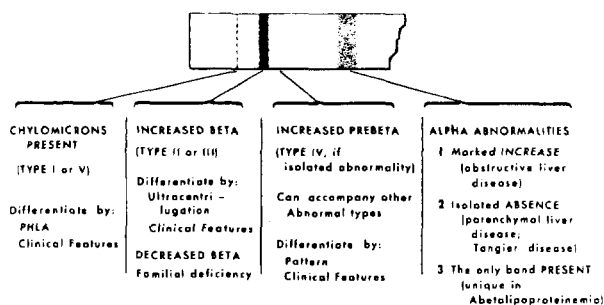 CHYLOMICRONS
PRESENT
(TYPE I or V)
Differentiate by:
PHLA
Clinical Features
INCREASED BETA
(TYPE II or III)
Differentiate by:
Ultracentri -
lugation
Clinical Features
DECREASED BETA
Familial deficiency
INCREASED PREBETA
(TYPE IV, if
isolated abnormality)
Can accompany other
Abnormal types
Differentiate by:
Pattern
Clinical Features
ALPHA ABNORMALITIES
1 Marked INCREASE
(obstructive liver
disease)
2 Isolated ABSENCE
(parenchymal liver
disease;
Tangier disease)
3 The only band PRESENT
(unique in
Abetalipoproteinemia)